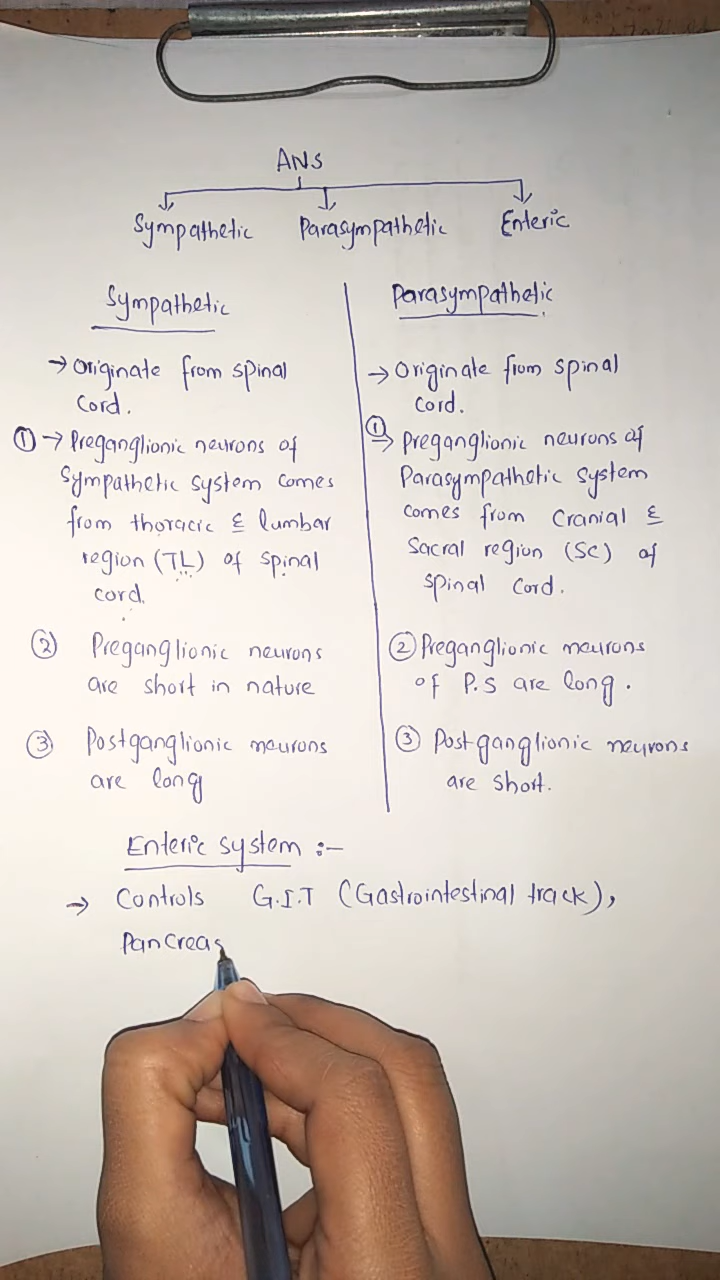 ANS
Sympathetic Parasympathetic Enteric
Sympathetic
→ Originate from spinal
cord.
① → Preganglionic neurons of
Sympathetic system comes
from thoracic & lumbar
region (TL) of spinal
cord.
② Preganglionic neurons
are short in nature
③ Postganglionic neurons
are long
Parasympathetic
→ Originate from spinal
cord.
① → Preganglionic neurons of
Parasympathetic system
comes from Cranial &
Sacral region (SC) of
spinal cord.
② Preganglionic neurons
of P.S are long.
③ Postganglionic neurons
are short.
Enteric system :-
→ Controls G.I.T (Gastrointestinal track),
Pancreas